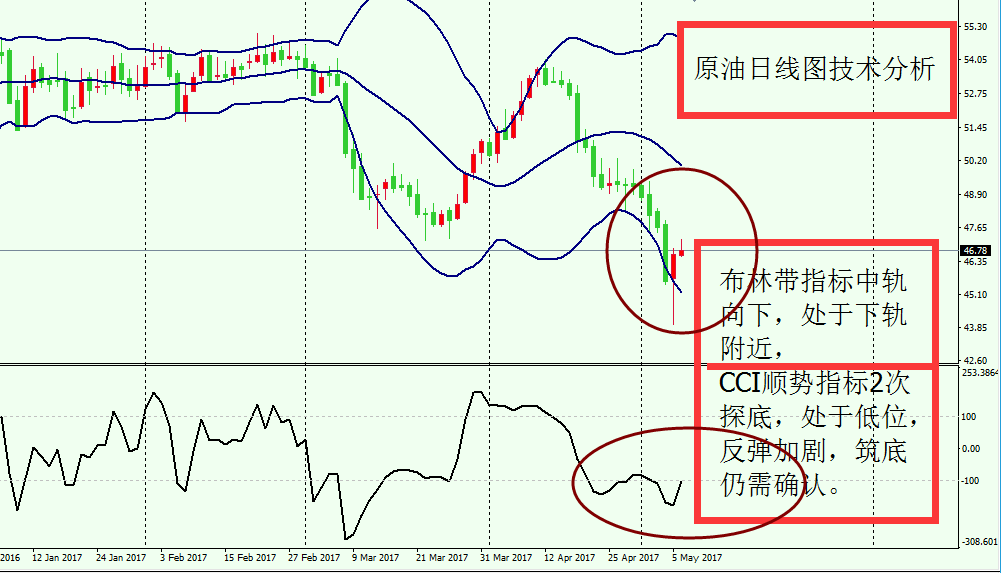 55.30
原油日线图技术分析
54.05
52.75
51.45
50.20
48.90
47.65
46.78
46.35
布林带指标中轨
向下，处于下轨
附近，
45.10
43.85
42.60
253.3864
CCI顺势指标2次
探底，处于低位，
反弹加剧，筑底
仍需确认。
100
0.00
-100
-308.601
2016 12 Jan 2017 24 Jan 2017 3 Feb 2017 15 Feb 2017 27 Feb 2017 9 Mar 2017 21 Mar 2017 31 Mar 2017 12 Apr 2017 25 Apr 2017 5 May 2017